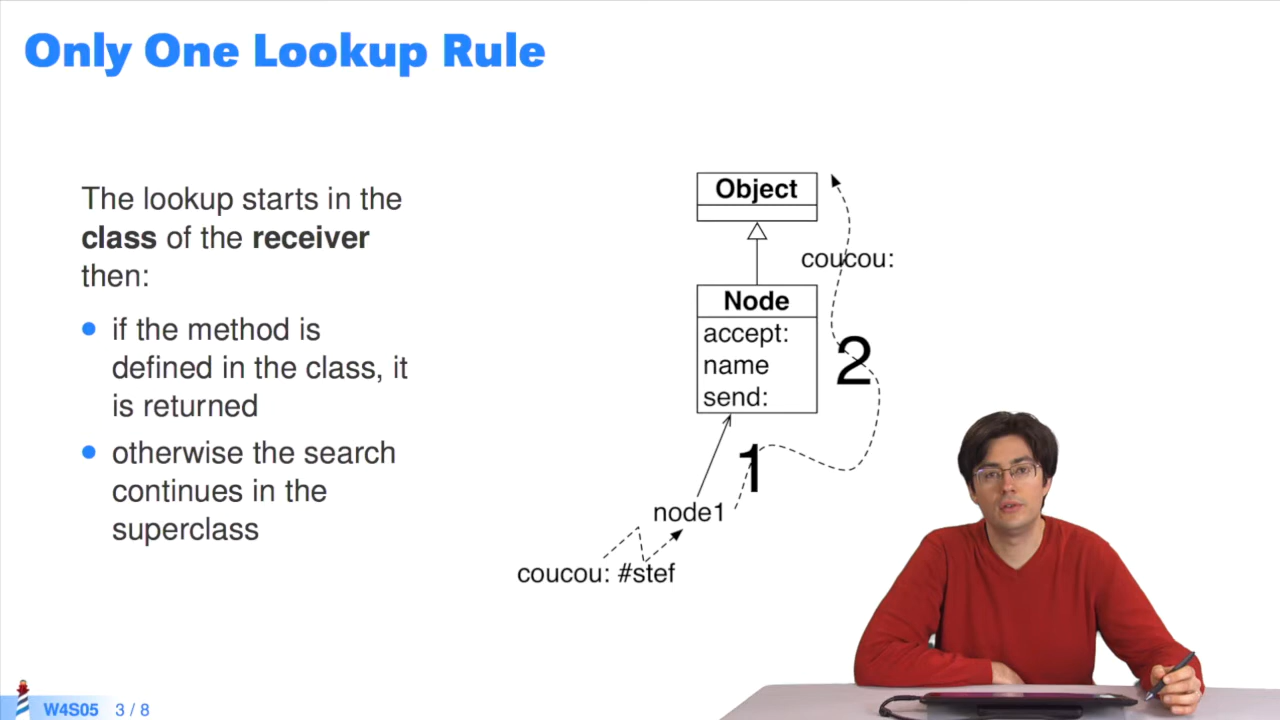 Only One Lookup Rule
The lookup starts in the
class of the receiver
then:
if the method is
defined in the class, it
is returned
otherwise the search
continues in the
superclass
Object
coucou:
Node
accept:
name
send:
2
1
node1
coucou: #stef
W4S05 3 / 8